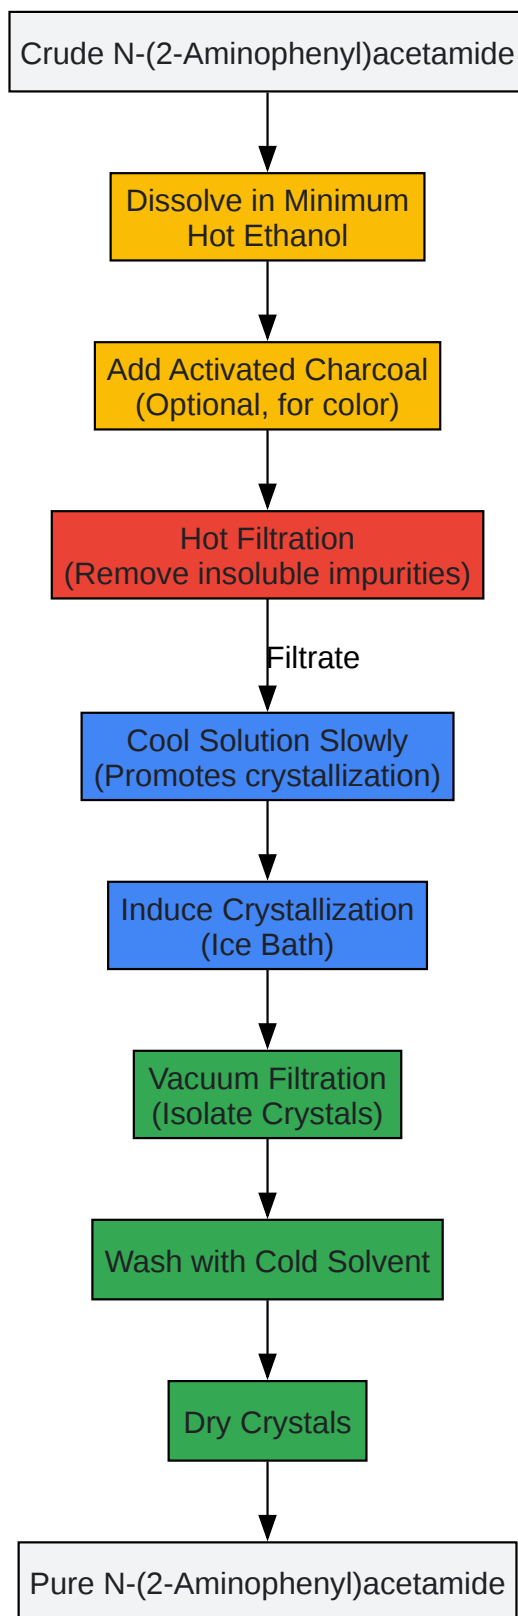 Crude N-(2-Aminophenyl)acetamide
Dissolve in Minimum
Hot Ethanol
Add Activated Charcoal
(Optional, for color)
Hot Filtration
(Remove insoluble impurities)
Filtrate
Cool Solution Slowly
(Promotes crystallization)
Induce Crystallization
(Ice Bath)
Vacuum Filtration
(Isolate Crystals)
Wash with Cold Solvent
Dry Crystals
Pure N-(2-Aminophenyl)acetamide